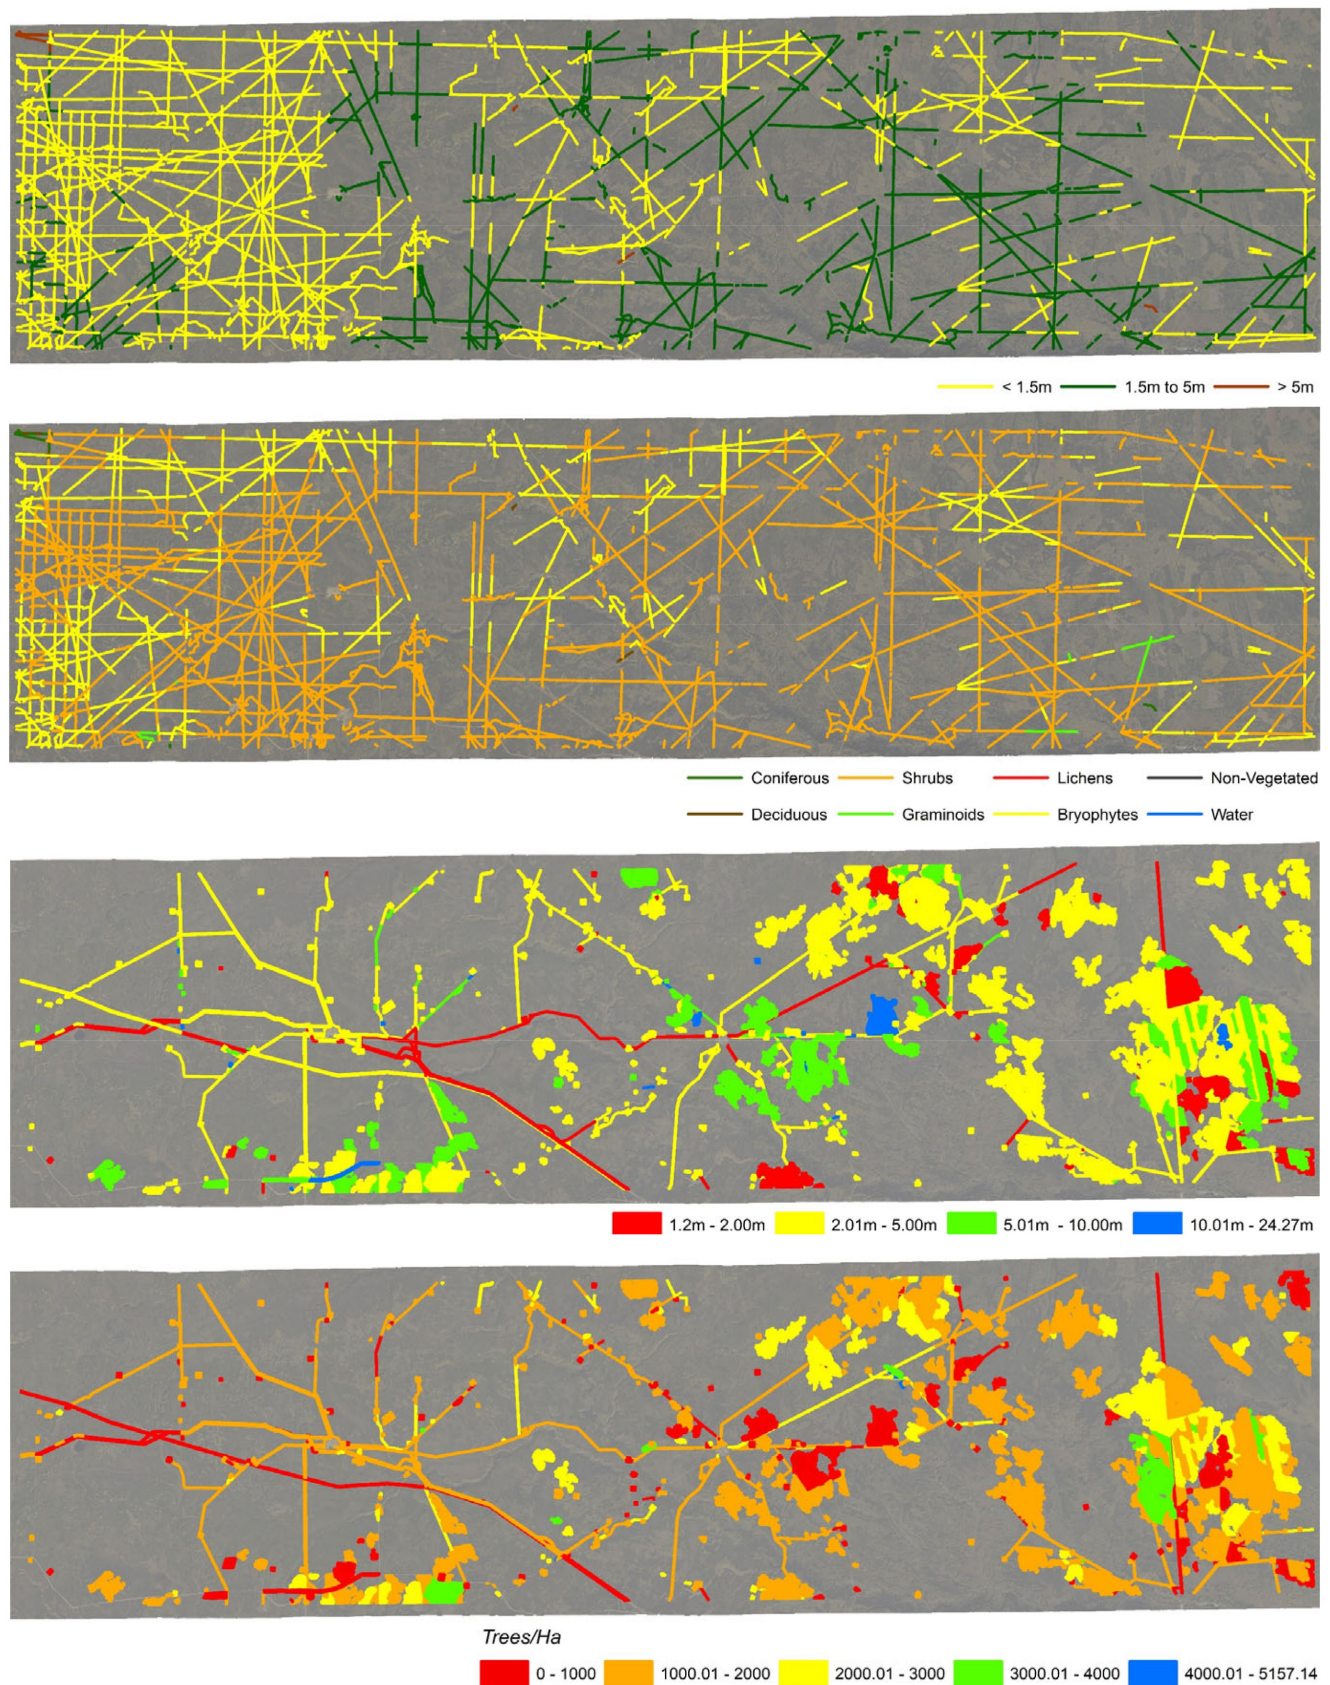 < 1.5m 1.5m to 5m > 5m
Coniferous Shrubs Lichens Non-Vegetated
Deciduous Graminoids Bryophytes Water
1.2m - 2.00m 2.01m - 5.00m 5.01m - 10.00m 10.01m - 24.27m
Trees/Ha
0 - 1000 1000.01 - 2000 2000.01 - 3000 3000.01 - 4000 4000.01 - 5157.14